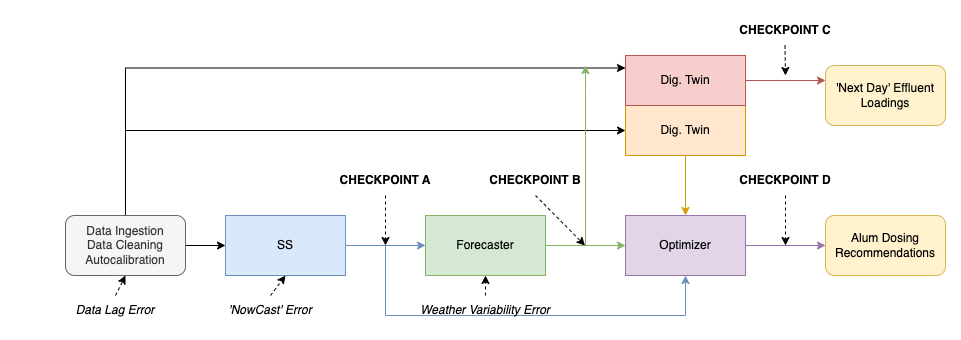 CHECKPOINT C
Dig. Twin
'Next Day' Effluent
Loadings
Dig. Twin
CHECKPOINT A
CHECKPOINT B
CHECKPOINT D
Data Ingestion
Data Cleaning
Autocalibration
SS
Forecaster
Optimizer
Alum Dosing
Recommendations
Data Lag Error
'NowCast' Error
Weather Variability Error